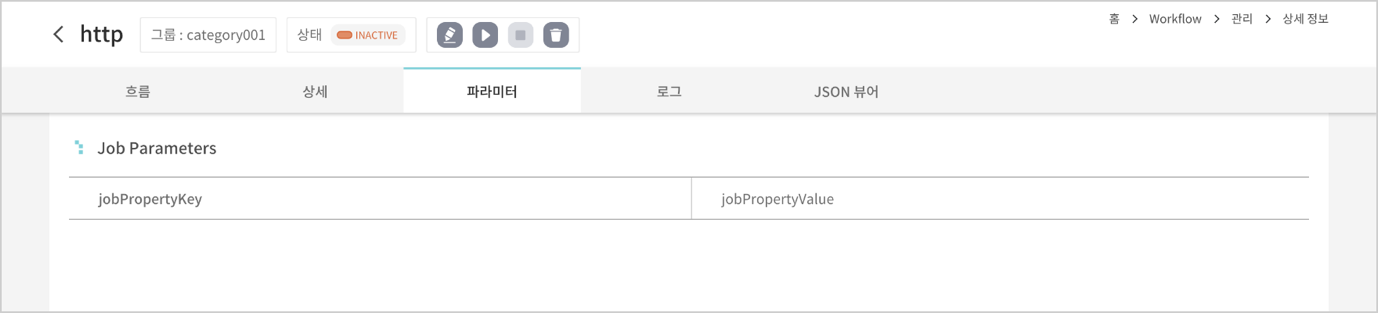 홈 > Workflow > 관리 > 상세 정보
http 그룹 : category001 상태 INACTIVE
흐름 상세 파라미터 로그 JSON 뷰어
Job Parameters
jobPropertyKey jobPropertyValue